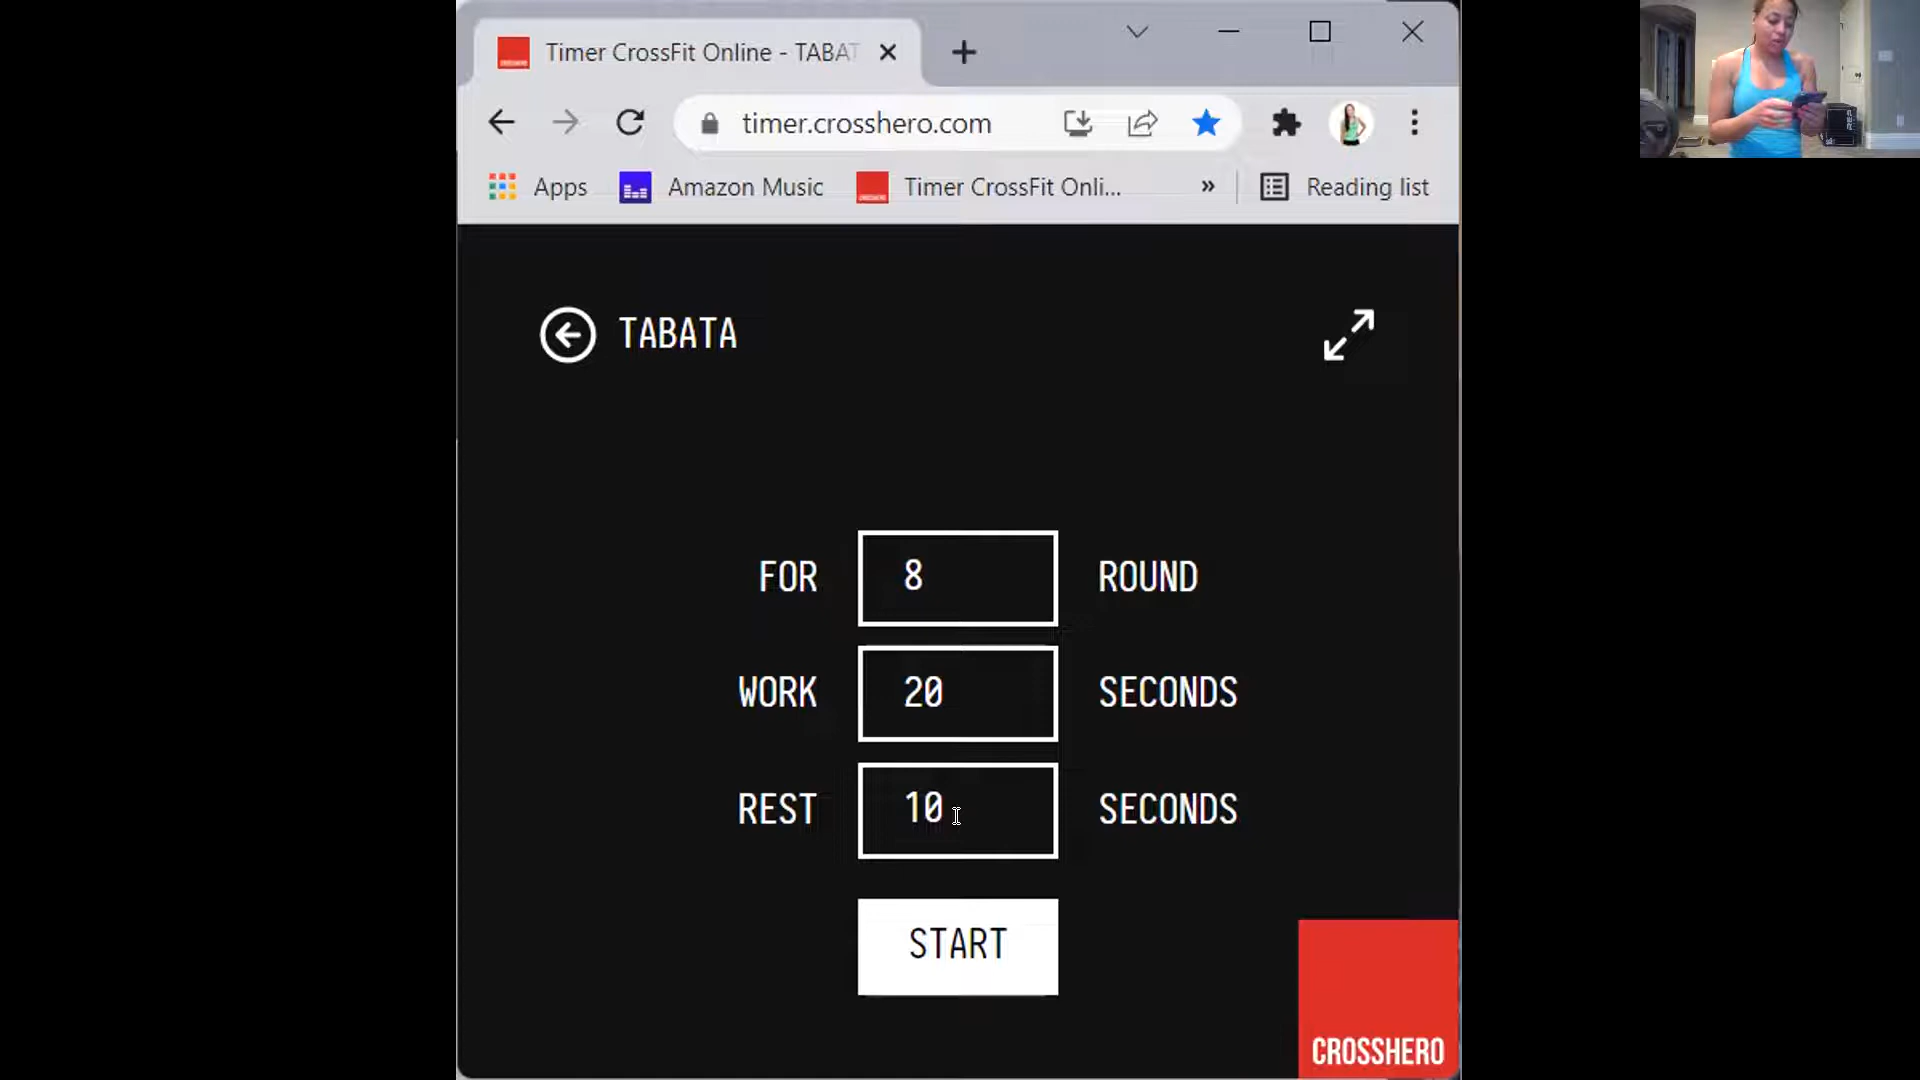 Timer CrossFit Online - TABAT
timer.crosshero.com
Apps
Amazon Music
Timer CrossFit Onli...
»
Reading list
TABATA
FOR 8 ROUND
WORK 20 SECONDS
REST 10 SECONDS
START
CROSSHERO
REP